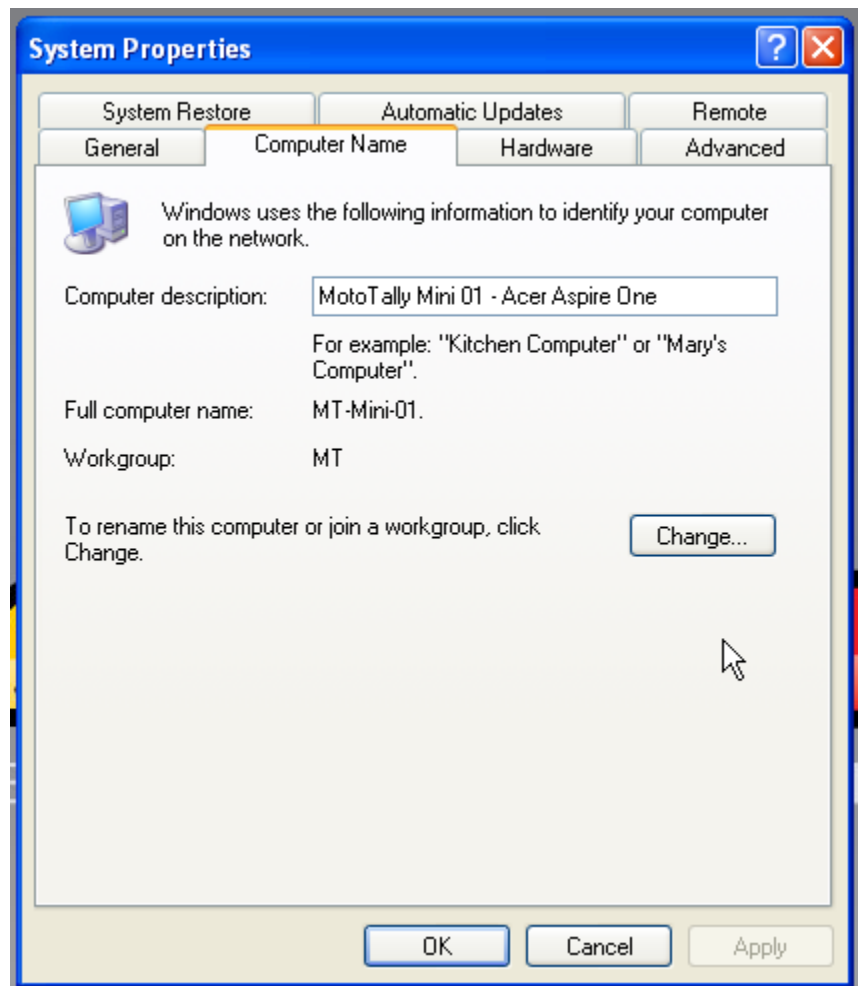 System Properties
System Restore
Automatic Updates
Remote
General
Computer Name
Hardware
Advanced
Windows uses the following information to identify your computer
on the network.
Computer description:
MotoTally Mini 01 - Acer Aspire One
For example: "Kitchen Computer" or "Mary's
Computer".
Full computer name:
MT-Mini-01.
Workgroup:
MT
To rename this computer or join a workgroup, click
Change.
Change...
OK
Cancel
Apply